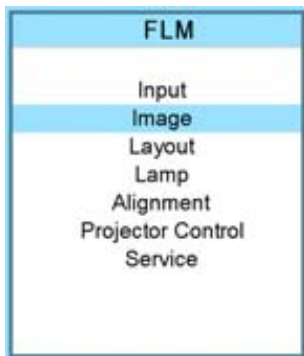 FLM
Input
Image
Layout
Lamp
Alignment
Projector Control
Service